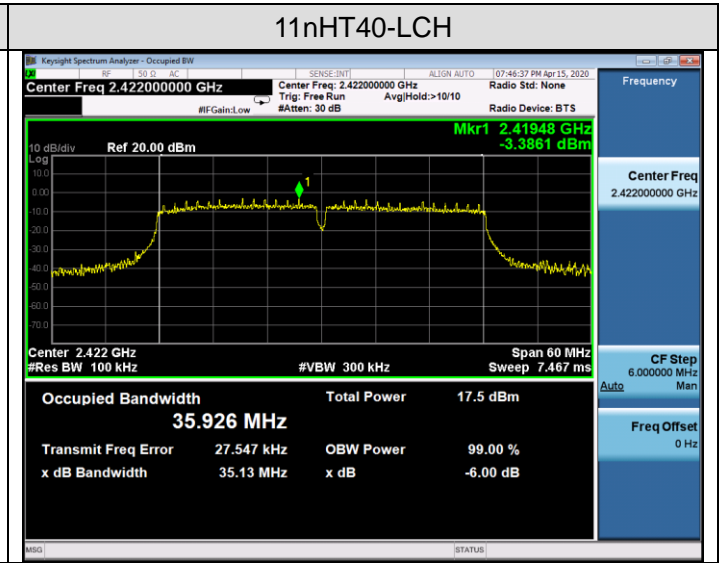 11nHT40-LCH
Keysight Spectrum Analyzer - Occupied BW
RF 50 Ω AC SENSE:INT ALIGN AUTO 07:46:37 PM Apr 15, 2020
Center Freq 2.422000000 GHz Center Freq: 2.422000000 GHz Radio Std: None
Trig: Free Run Avg|Hold:>10/10
#IFGain:Low #Atten: 30 dB Radio Device: BTS
Frequency
Mkr1 2.41948 GHz
10 dB/div Ref 20.00 dBm -3.3861 dBm
Log
10.0
0.00
-10.0
-20.0
-30.0
-40.0
-50.0
-60.0
-70.0
1
Center 2.422 GHz Span 60 MHz
#Res BW 100 kHz #VBW 300 kHz Sweep 7.467 ms
Occupied Bandwidth Total Power 17.5 dBm
35.926 MHz
Transmit Freq Error 27.547 kHz OBW Power 99.00 %
x dB Bandwidth 35.13 MHz x dB -6.00 dB
Center Freq
2.422000000 GHz
CF Step
6.000000 MHz
Auto Man
Freq Offset
0 Hz
MSG STATUS